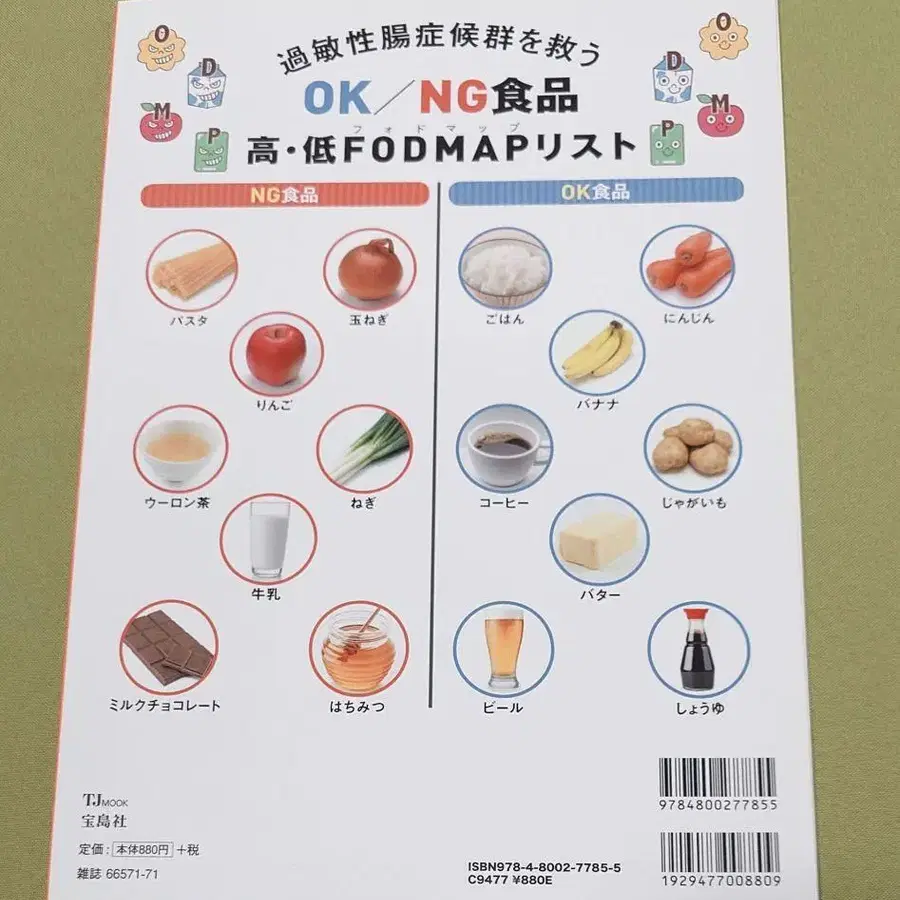 過敏性腸症候群を救う
OK/NG食品
フォドマップ
高・低FODMAPリスト
O
D
M
P
O
D
M
P
NG食品
OK食品
パスタ
玉ねぎ
ごはん
にんじん
りんご
バナナ
ウーロン茶
ねぎ
コーヒー
じゃがいも
牛乳
バター
ミルクチョコレート
はちみつ
ビール
しょうゆ
TJ MOOK
宝島社
定価:本体880円+税
雑誌 66571-71
9784800277855
ISBN978-4-8002-7785-5
C9477 ¥880E
1929477008809